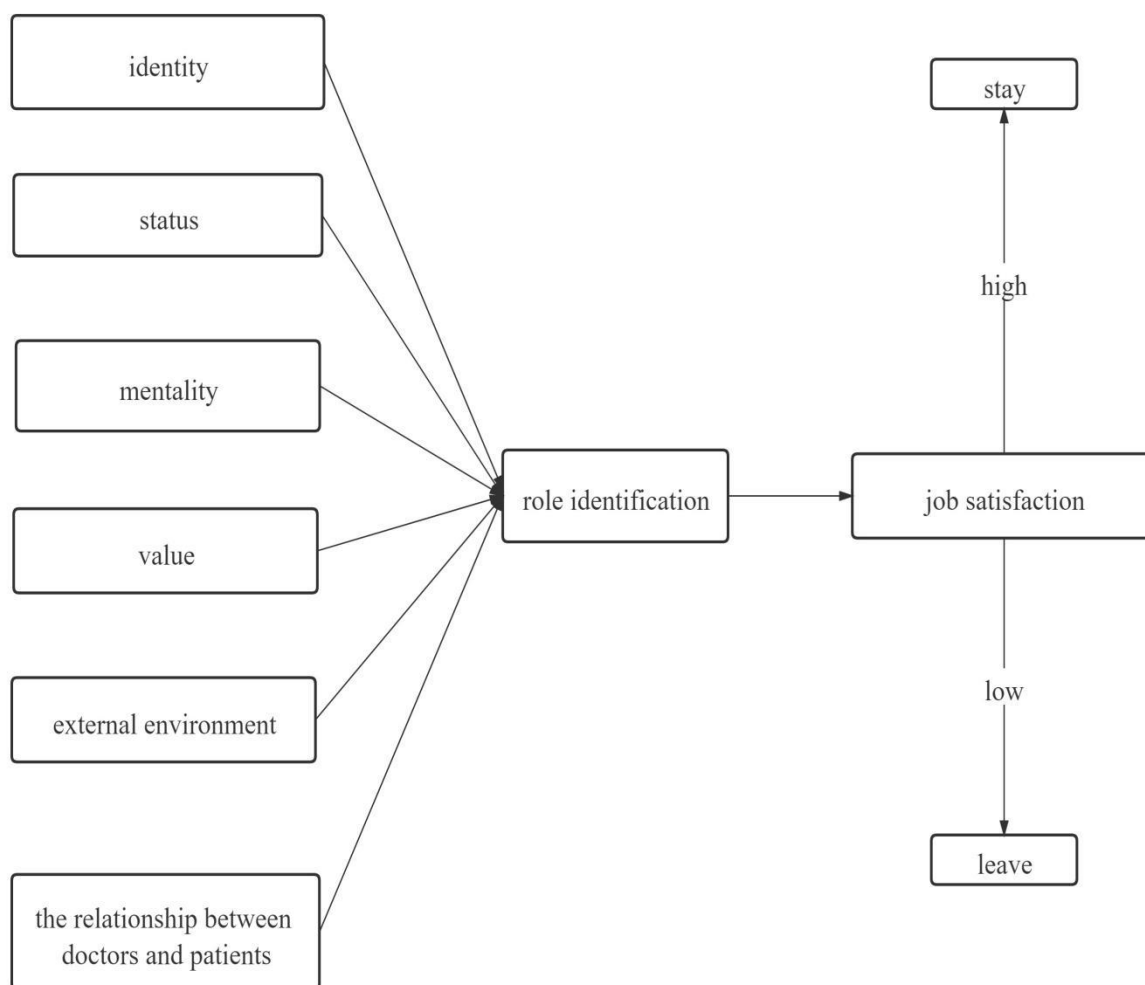 identity
status
mentality
value
external environment
the relationship between
doctors and patients
role identification
job satisfaction
stay
high
low
leave